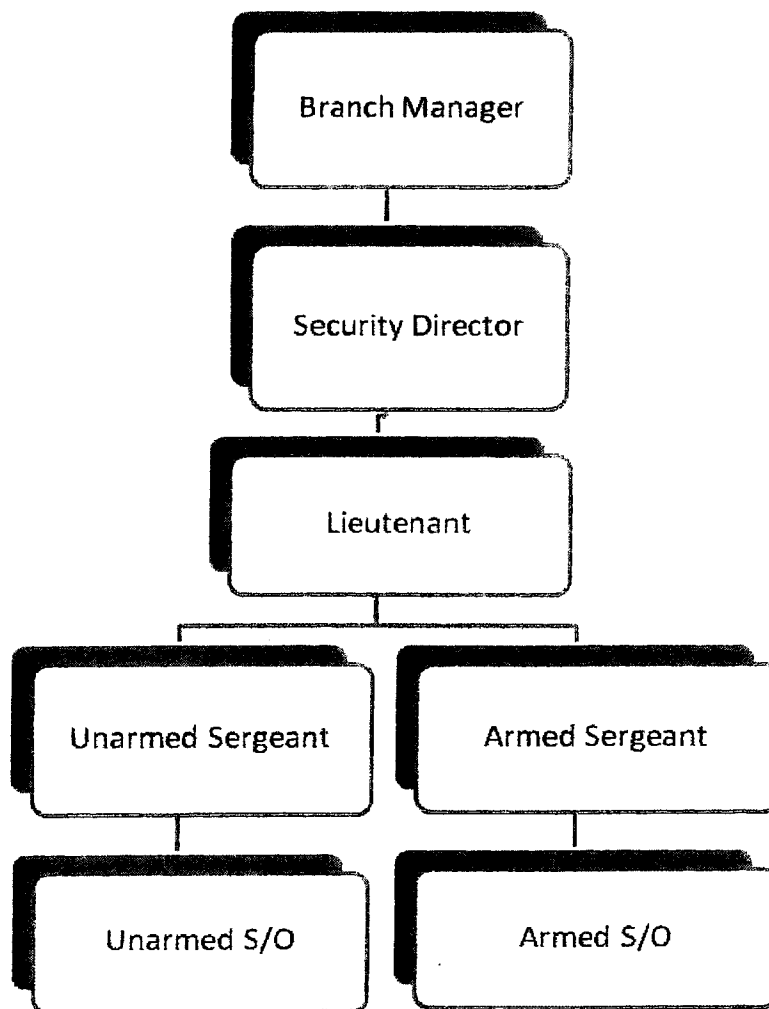 Branch Manager
Security Director
Lieutenant
Unarmed Sergeant
Armed Sergeant
Unarmed S/O
Armed S/O